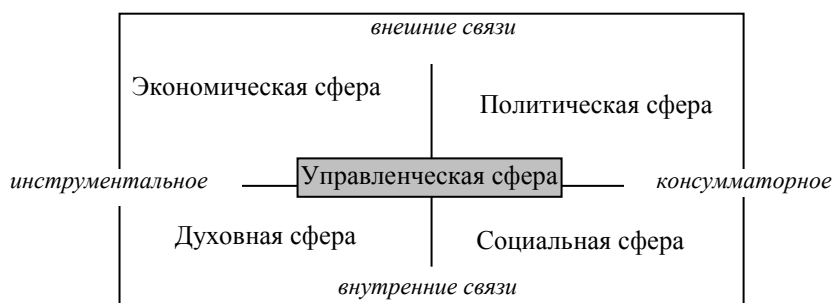 внешние связи
Экономическая сфера
Политическая сфера
инструментальное
Управленческая сфера
консумматорное
Духовная сфера
Социальная сфера
внутренние связи